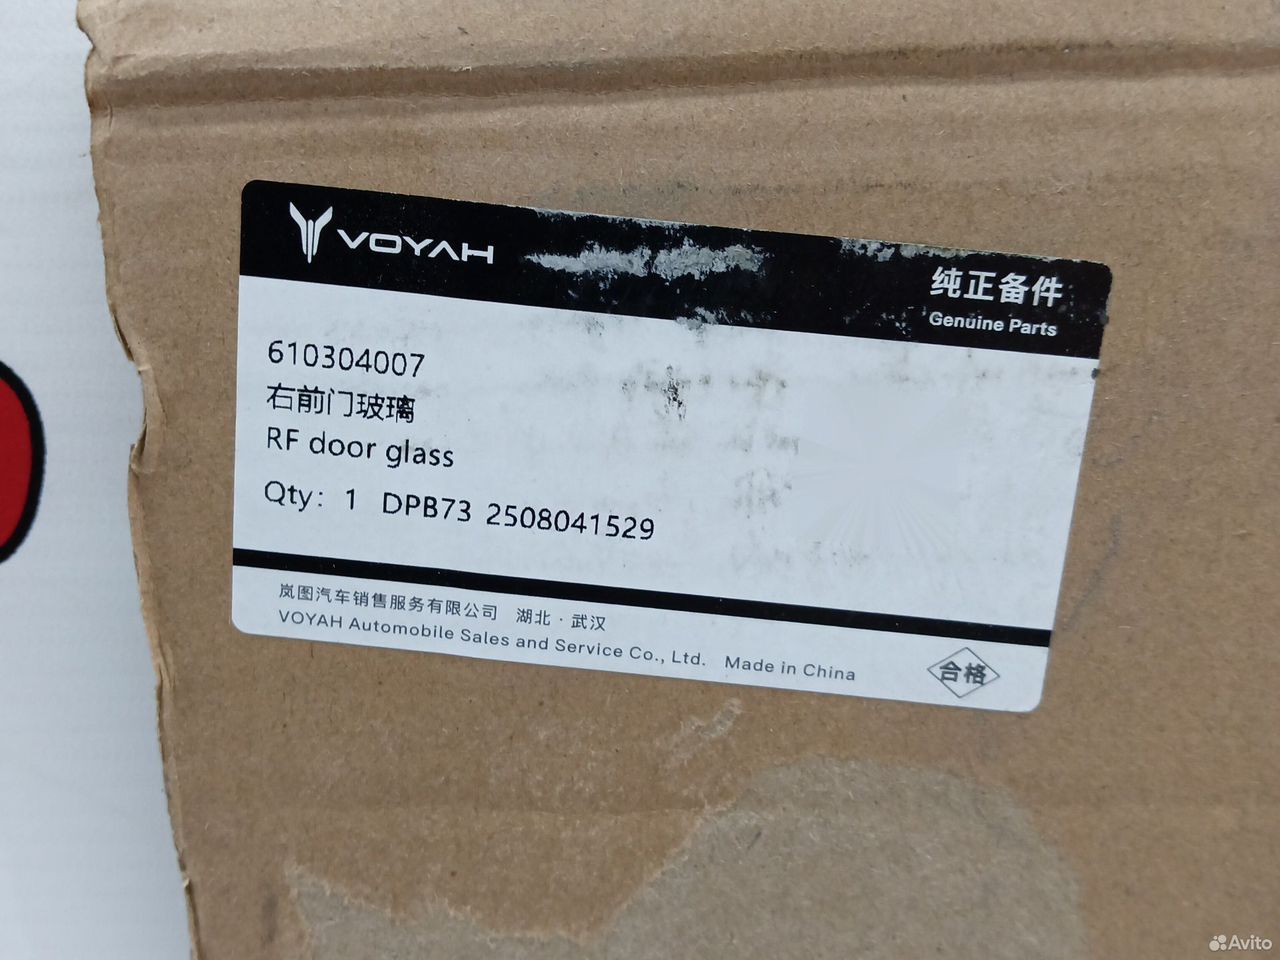 VOYAH
纯正备件
Genuine Parts
610304007
右前门玻璃
RF door glass
Qty: 1 DPB73 2508041529
岚图汽车销售服务有限公司 湖北·武汉
VOYAH Automobile Sales and Service Co., Ltd. Made in China
合格
Avito